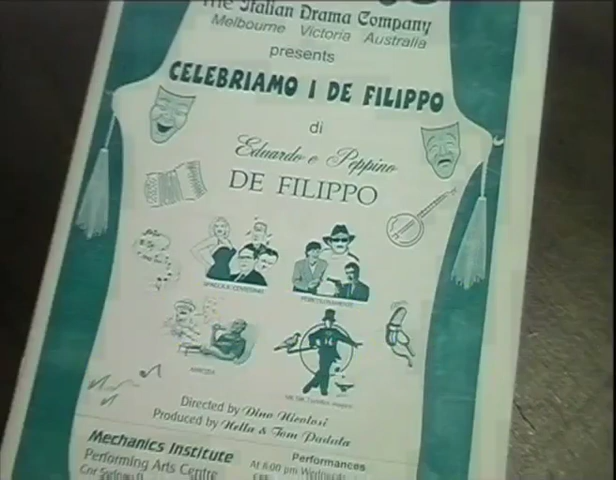 The Italian Drama Company
Melbourne Victoria Australia
presents
CELEBRIAMO I DE FILIPPO
di
Eduardo e Peppino
DE FILIPPO
AMICIZIA
Directed by Dino Nicolosi
Produced by Nella & Tom Padula
Mechanics Institute
Performing Arts Centre
Performances
At 8:00 pm